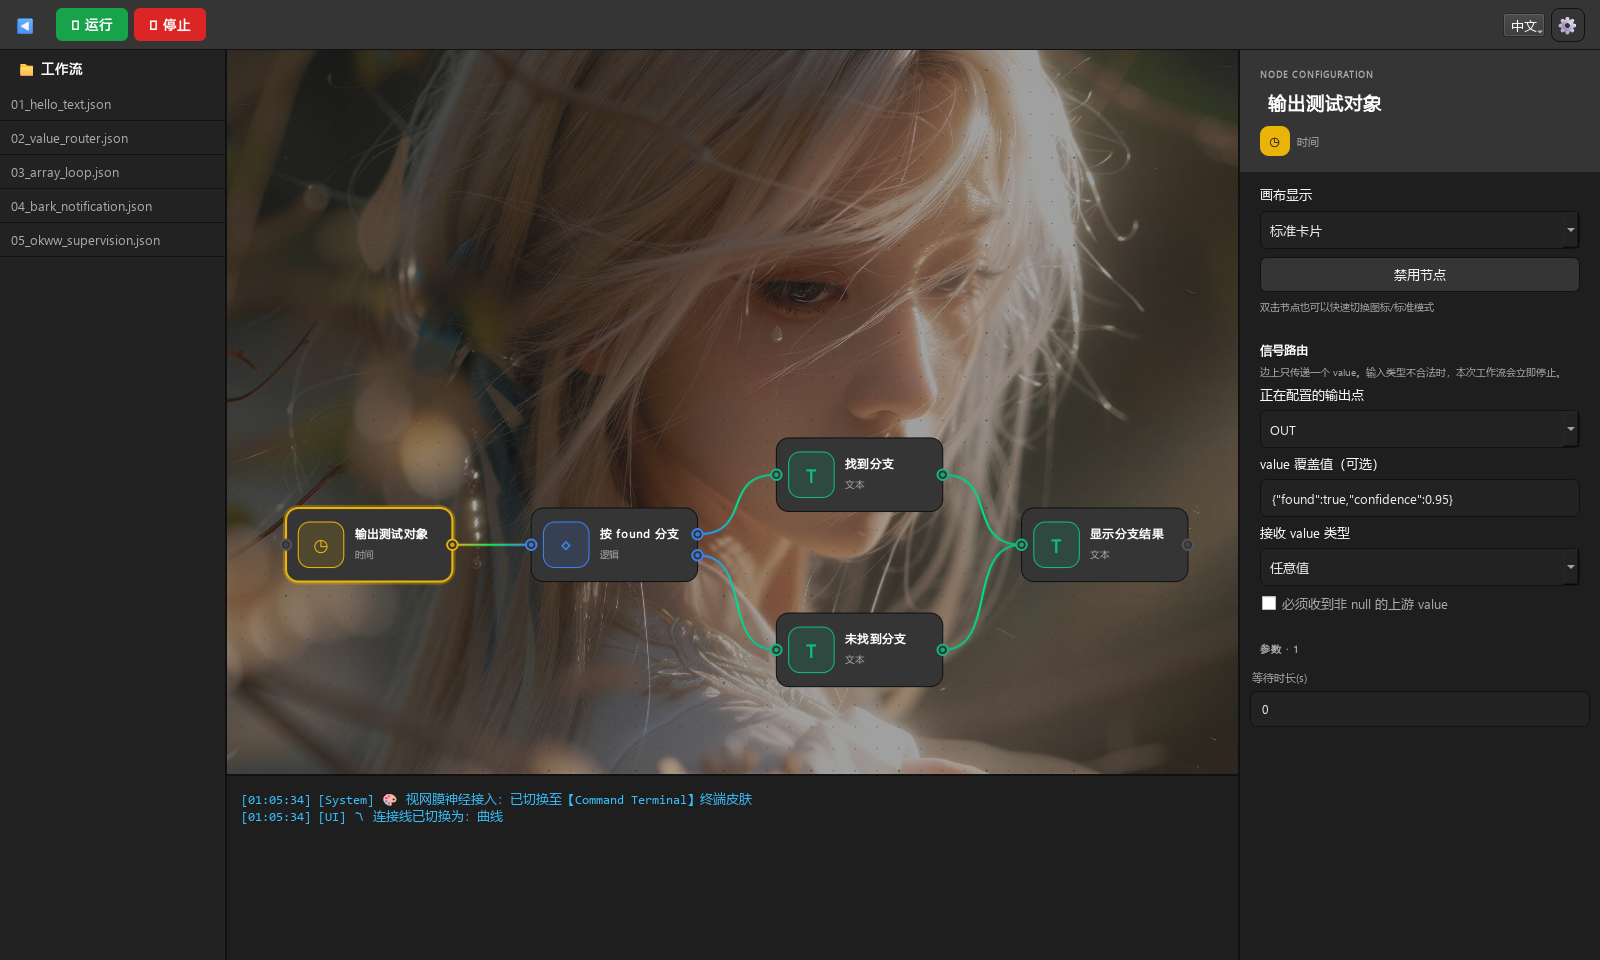 运行
停止
中文
工作流
01_hello_text.json
02_value_router.json
03_array_loop.json
04_bark_notification.json
05_okww_supervision.json
输出测试对象
时间
按 found 分支
逻辑
T
找到分支
文本
T
未找到分支
文本
T
显示分支结果
文本
[01:05:34] [System] 🎨 视网膜神经接入：已切换至【Command Terminal】终端皮肤
[01:05:34] [UI] 〽 连接线已切换为：曲线
NODE CONFIGURATION
输出测试对象
时间
画布显示
标准卡片
禁用节点
双击节点也可以快速切换图标/标准模式
信号路由
边上只传递一个 value。输入类型不合法时，本次工作流会立即停止。
正在配置的输出点
OUT
value 覆盖值（可选）
{"found":true,"confidence":0.95}
接收 value 类型
任意值
必须收到非 null 的上游 value
参数 · 1
等待时长(s)
0